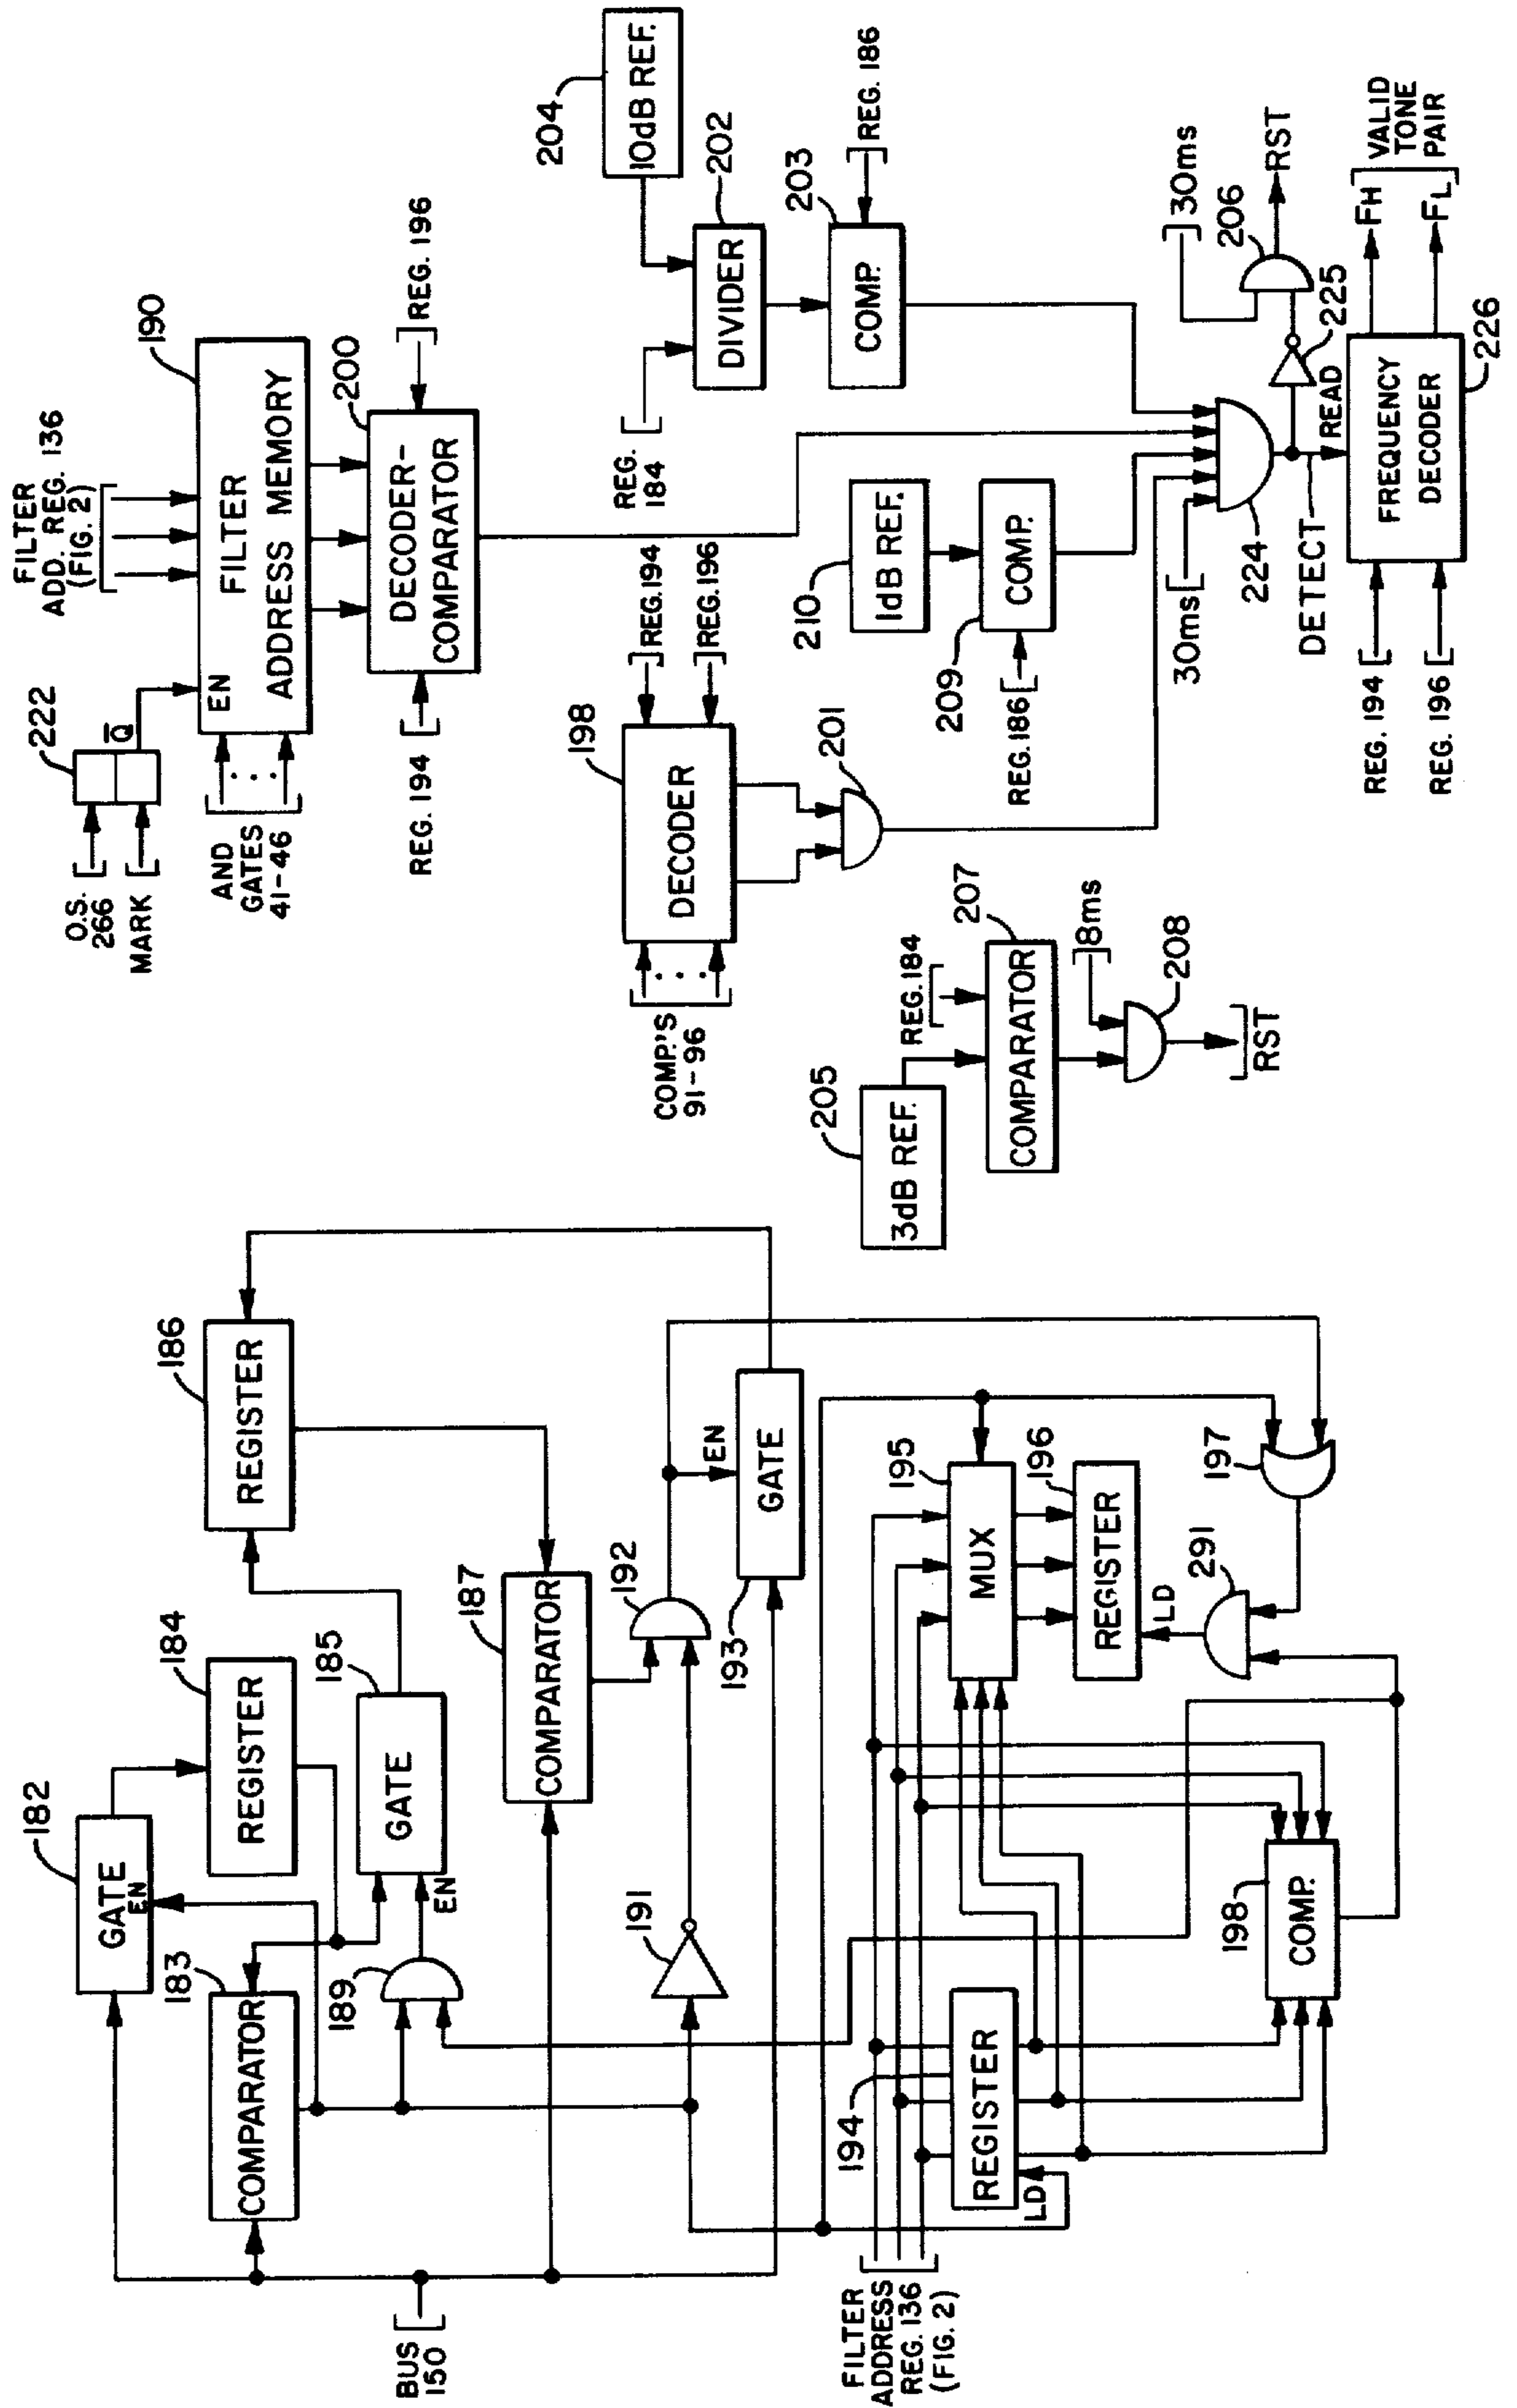 BUS
150
182
GATE
EN
183
COMPARATOR
184
REGISTER
185
GATE
EN
186
REGISTER
187
COMPARATOR
189
191
192
193
EN
GATE
FILTER
ADDRESS
REG. 136
(FIG. 2)
194
REGISTER
LD
195
MUX
196
REGISTER
LD
197
291
198
COMP.
O.S.
266
MARK
222
Q̅
FILTER
ADD. REG. 136
(FIG. 2)
190
EN
FILTER
ADDRESS MEMORY
AND
GATES
41-46
200
DECODER-
COMPARATOR
REG. 194
REG. 196
198
DECODER
COMP.'S
91-96
REG.194
REG.196
201
205
3dB REF.
REG.184
207
COMPARATOR
8ms
208
RST
204
10dB REF.
REG.
184
202
DIVIDER
203
COMP.
REG. 186
210
1dB REF.
209
COMP.
REG.186
30ms
224
DETECT
READ
225
30ms
206
RST
REG. 194
REG. 196
FREQUENCY
DECODER
226
FH
FL
VALID
TONE
PAIR